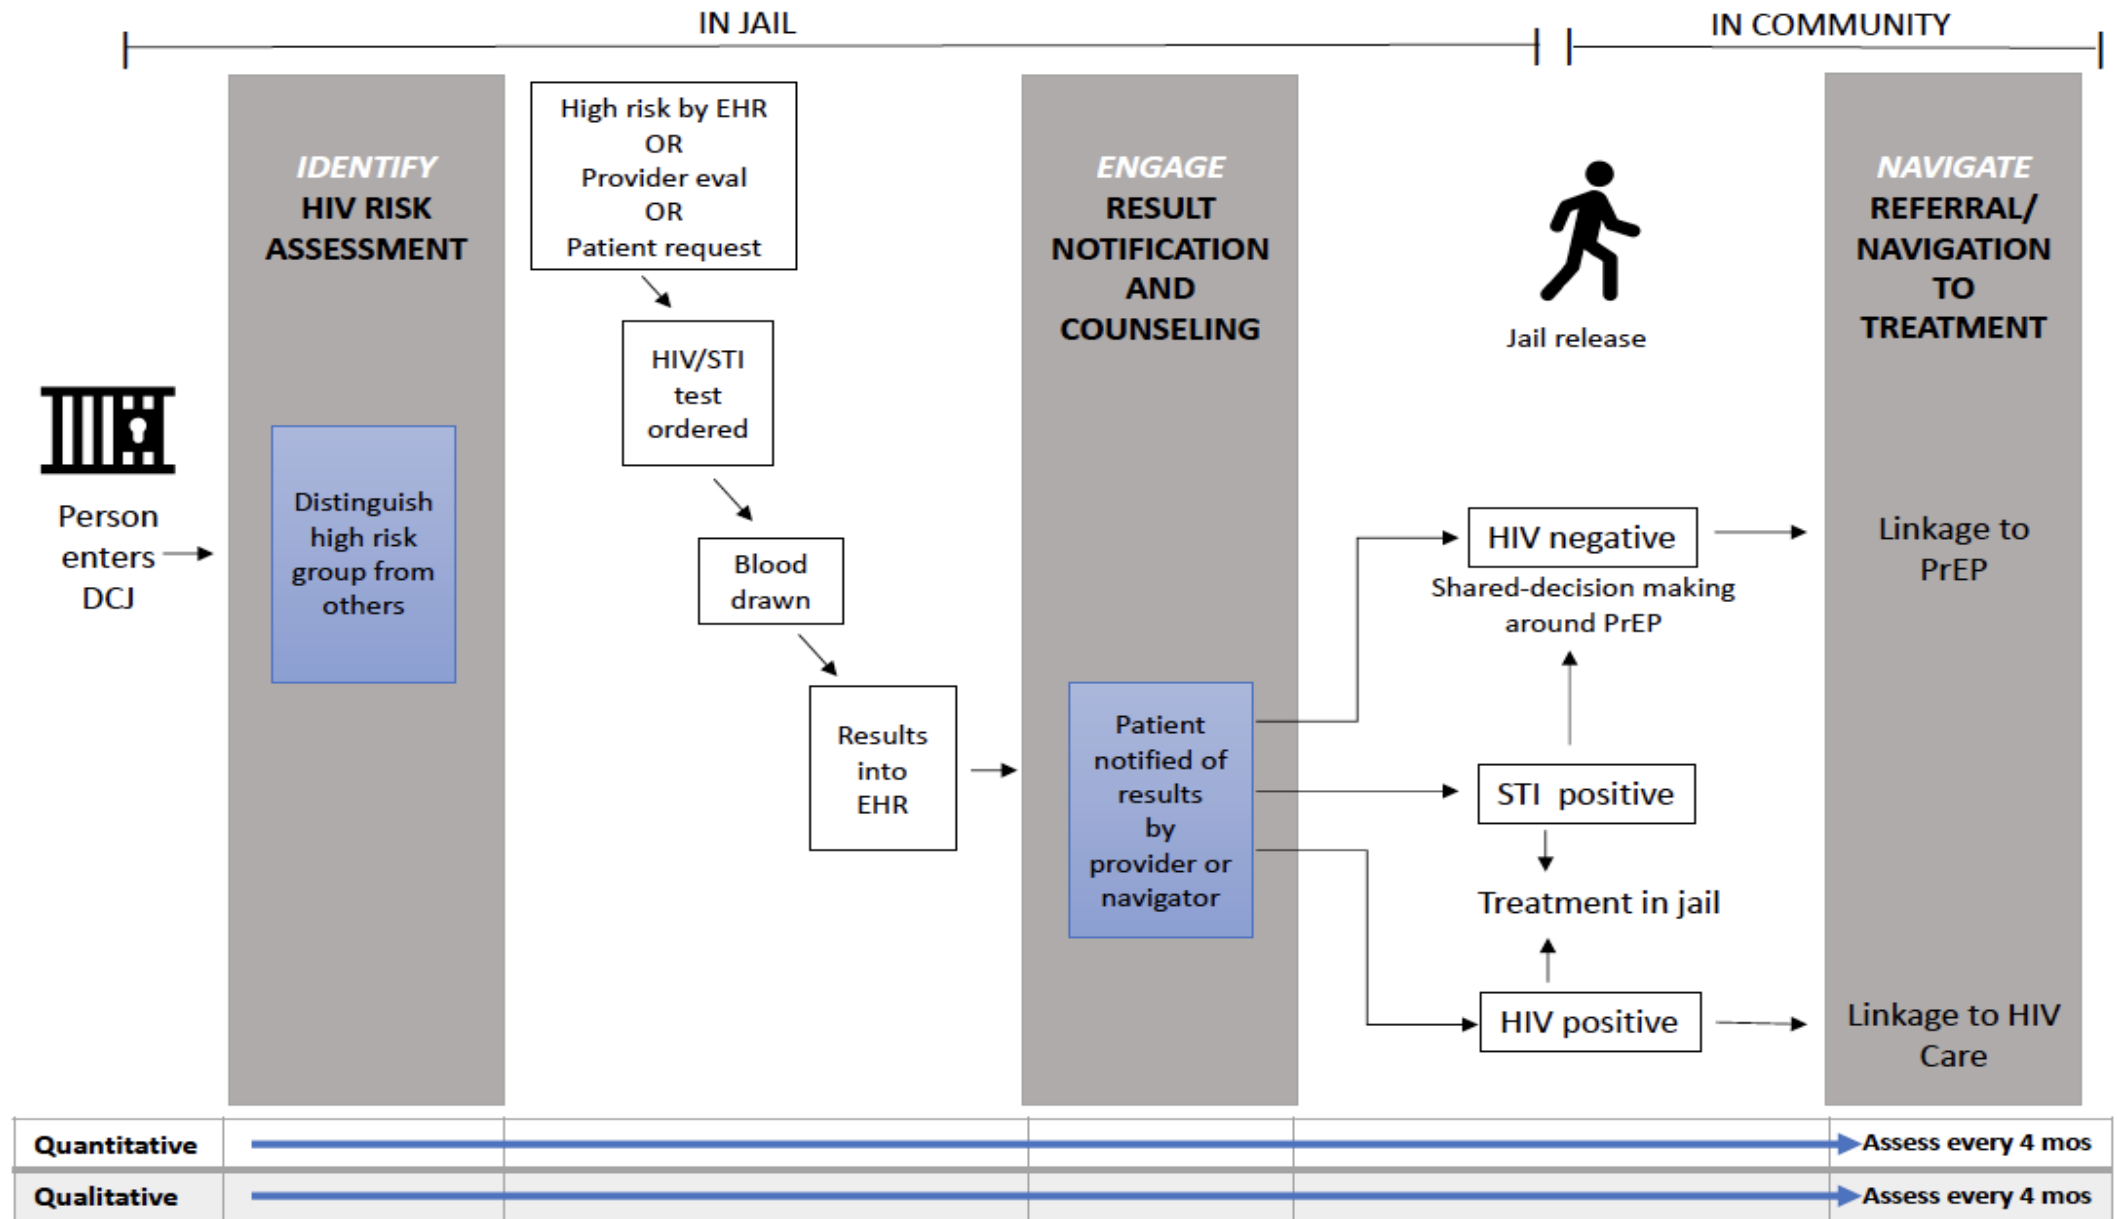 IN JAIL
IN COMMUNITY
Person
enters
DCJ
IDENTIFY
HIV RISK
ASSESSMENT
Distinguish
high risk
group from
others
High risk by EHR
OR
Provider eval
OR
Patient request
HIV/STI
test
ordered
Blood
drawn
Results
into
EHR
ENGAGE
RESULT
NOTIFICATION
AND
COUNSELING
Patient
notified of
results
by
provider or
navigator
Jail release
HIV negative
Shared-decision making
around PrEP
STI positive
Treatment in jail
HIV positive
NAVIGATE
REFERRAL/
NAVIGATION
TO
TREATMENT
Linkage to
PrEP
Linkage to HIV
Care
Quantitative
Assess every 4 mos
Qualitative
Assess every 4 mos